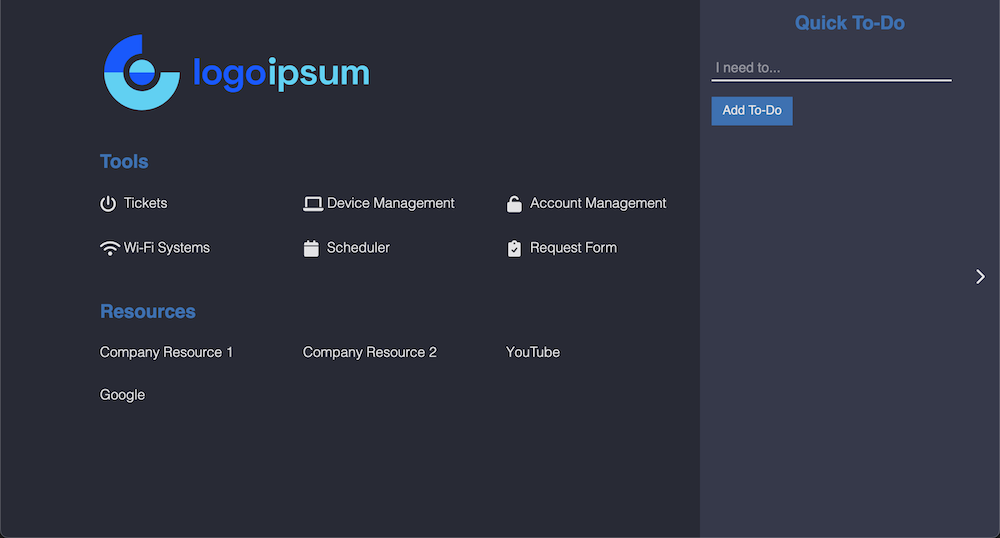 logoipsum
Tools
Tickets
Device Management
Account Management
Wi-Fi Systems
Scheduler
Request Form
Resources
Company Resource 1
Company Resource 2
YouTube
Google
Quick To-Do
I need to...
Add To-Do